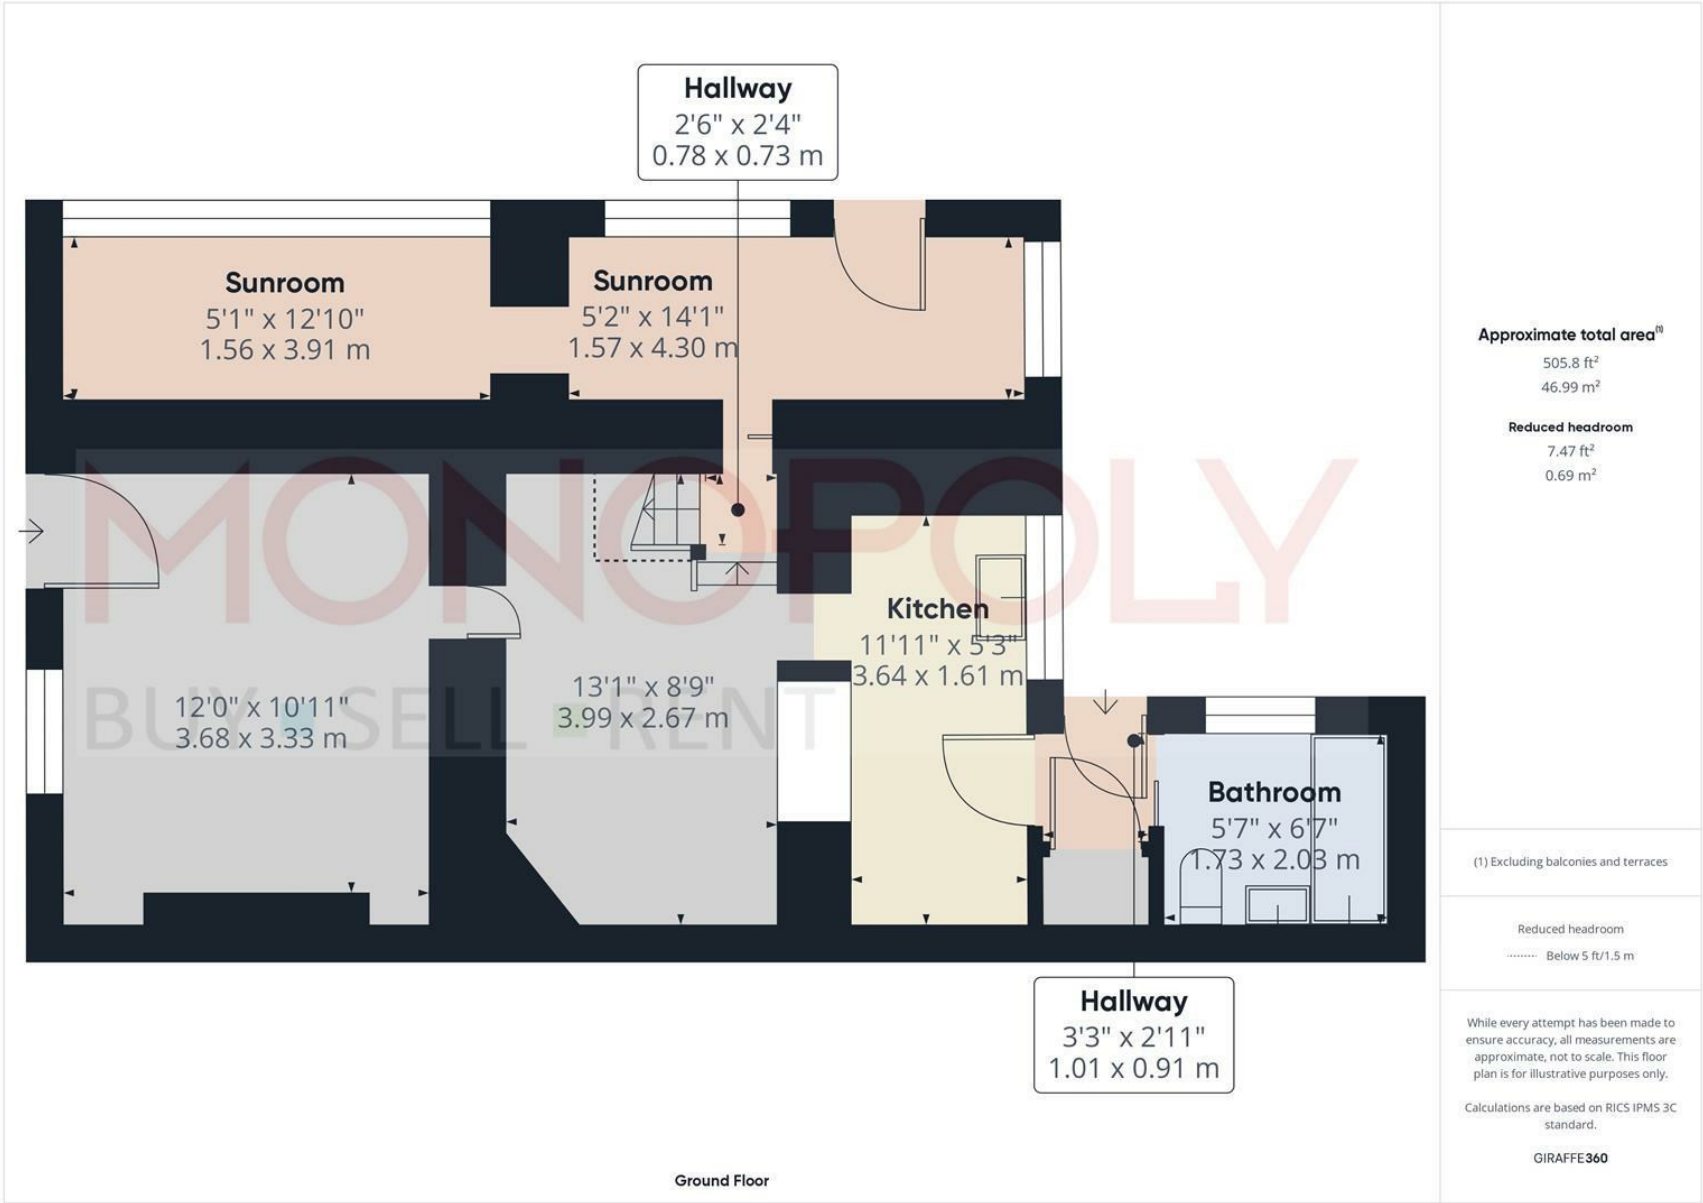 Hallway
2'6" x 2'4"
0.78 x 0.73 m
Sunroom
5'1" x 12'10"
1.56 x 3.91 m
Sunroom
5'2" x 14'1"
1.57 x 4.30 m
MONOPOLY
BUY SELL RENT
12'0" x 10'11"
3.68 x 3.33 m
13'1" x 8'9"
3.99 x 2.67 m
Kitchen
11'11" x 5'3"
3.64 x 1.61 m
Bathroom
5'7" x 6'7"
1.73 x 2.03 m
Hallway
3'3" x 2'11"
1.01 x 0.91 m
Ground Floor
Approximate total area(1)
505.8 ft²
46.99 m²
Reduced headroom
7.47 ft²
0.69 m²
(1) Excluding balconies and terraces
Reduced headroom
Below 5 ft/1.5 m
While every attempt has been made to
ensure accuracy, all measurements are
approximate, not to scale. This floor
plan is for illustrative purposes only.
Calculations are based on RICS IPMS 3C
standard.
GIRAFFE360